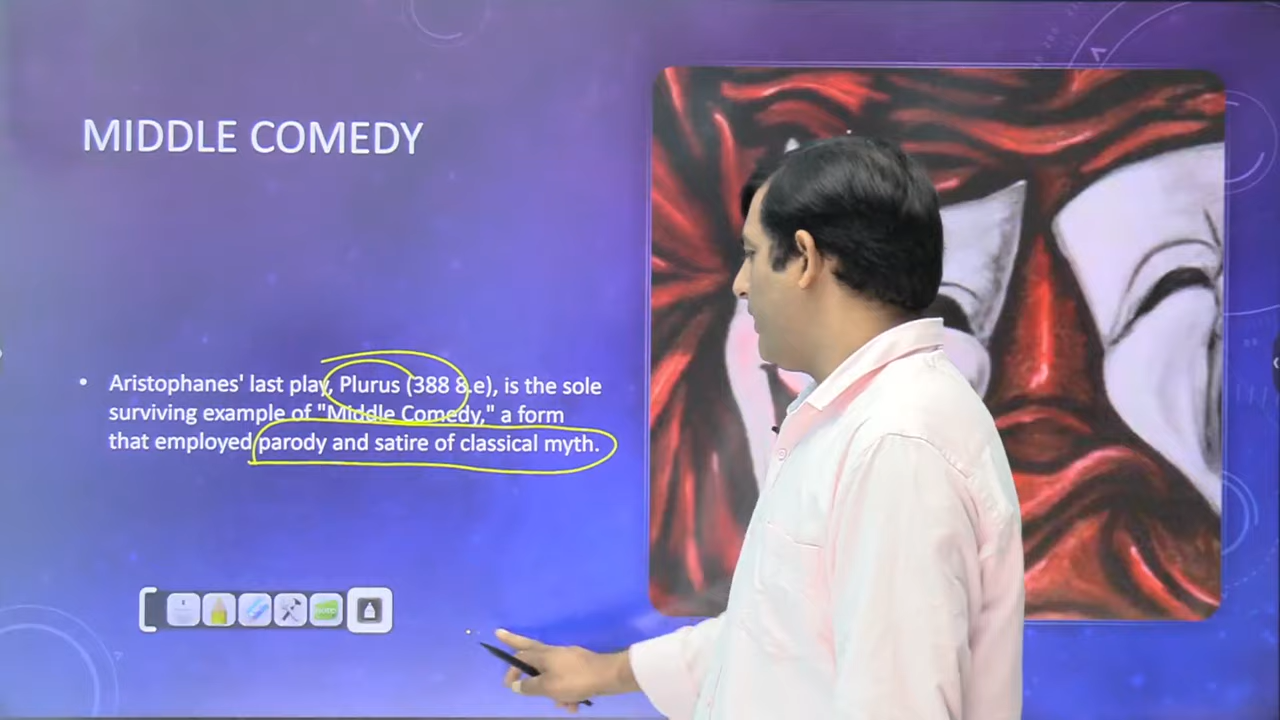 MIDDLE COMEDY
• Aristophanes' last play, Plurus (388 8.e), is the sole
surviving example of "Middle Comedy," a form
that employed parody and satire of classical myth.